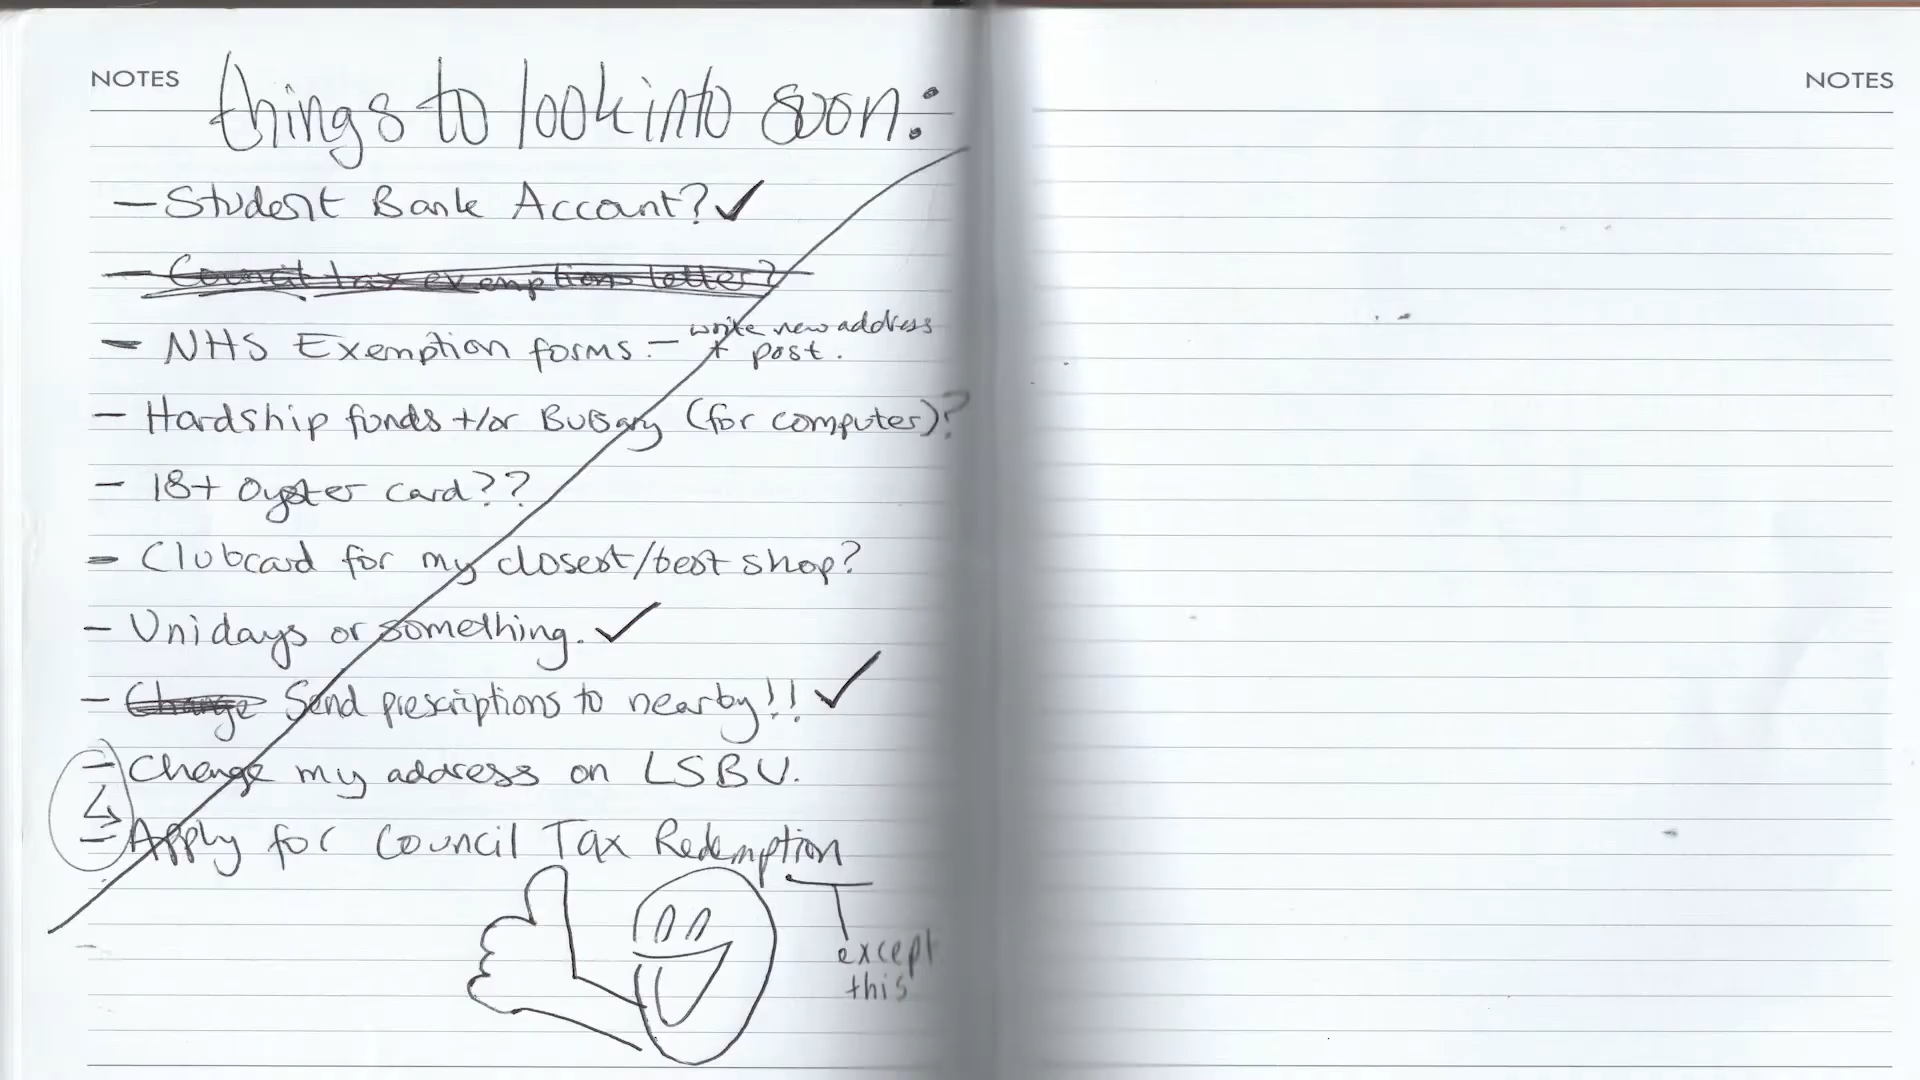 NOTES
things to look into soon:
- Student Bank Account? ✓
- Council tax exemption letter?
- NHS Exemption forms. - write new address + post.
- Hardship funds +/or Bursary (for computer)?
- 18+ Oyster card??
- Clubcard for my closest/best shop?
- Unidays or something. ✓
- Change Send prescriptions to nearby!! ✓
- Change my address on LSBU.
↳
- Apply for Council Tax Redemption
except
this
NOTES